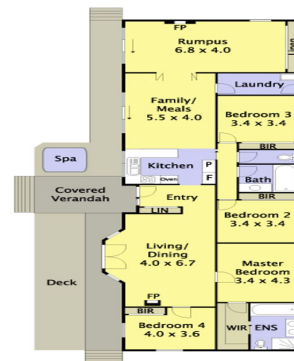 FP
Rumpus
6.8 x 4.0
Linen
Laundry
Family/
Meals
5.5 x 4.0
Bedroom 3
3.4 x 3.4
BIR
Spa
Kitchen
P
F
Oven
Bath
Covered
Verandah
Entry
BIR
LIN
Bedroom 2
3.4 x 3.4
Living/
Dining
4.0 x 6.7
Master
Bedroom
3.4 x 4.3
Deck
FP
BIR
Bedroom 4
4.0 x 3.6
WIR
ENS